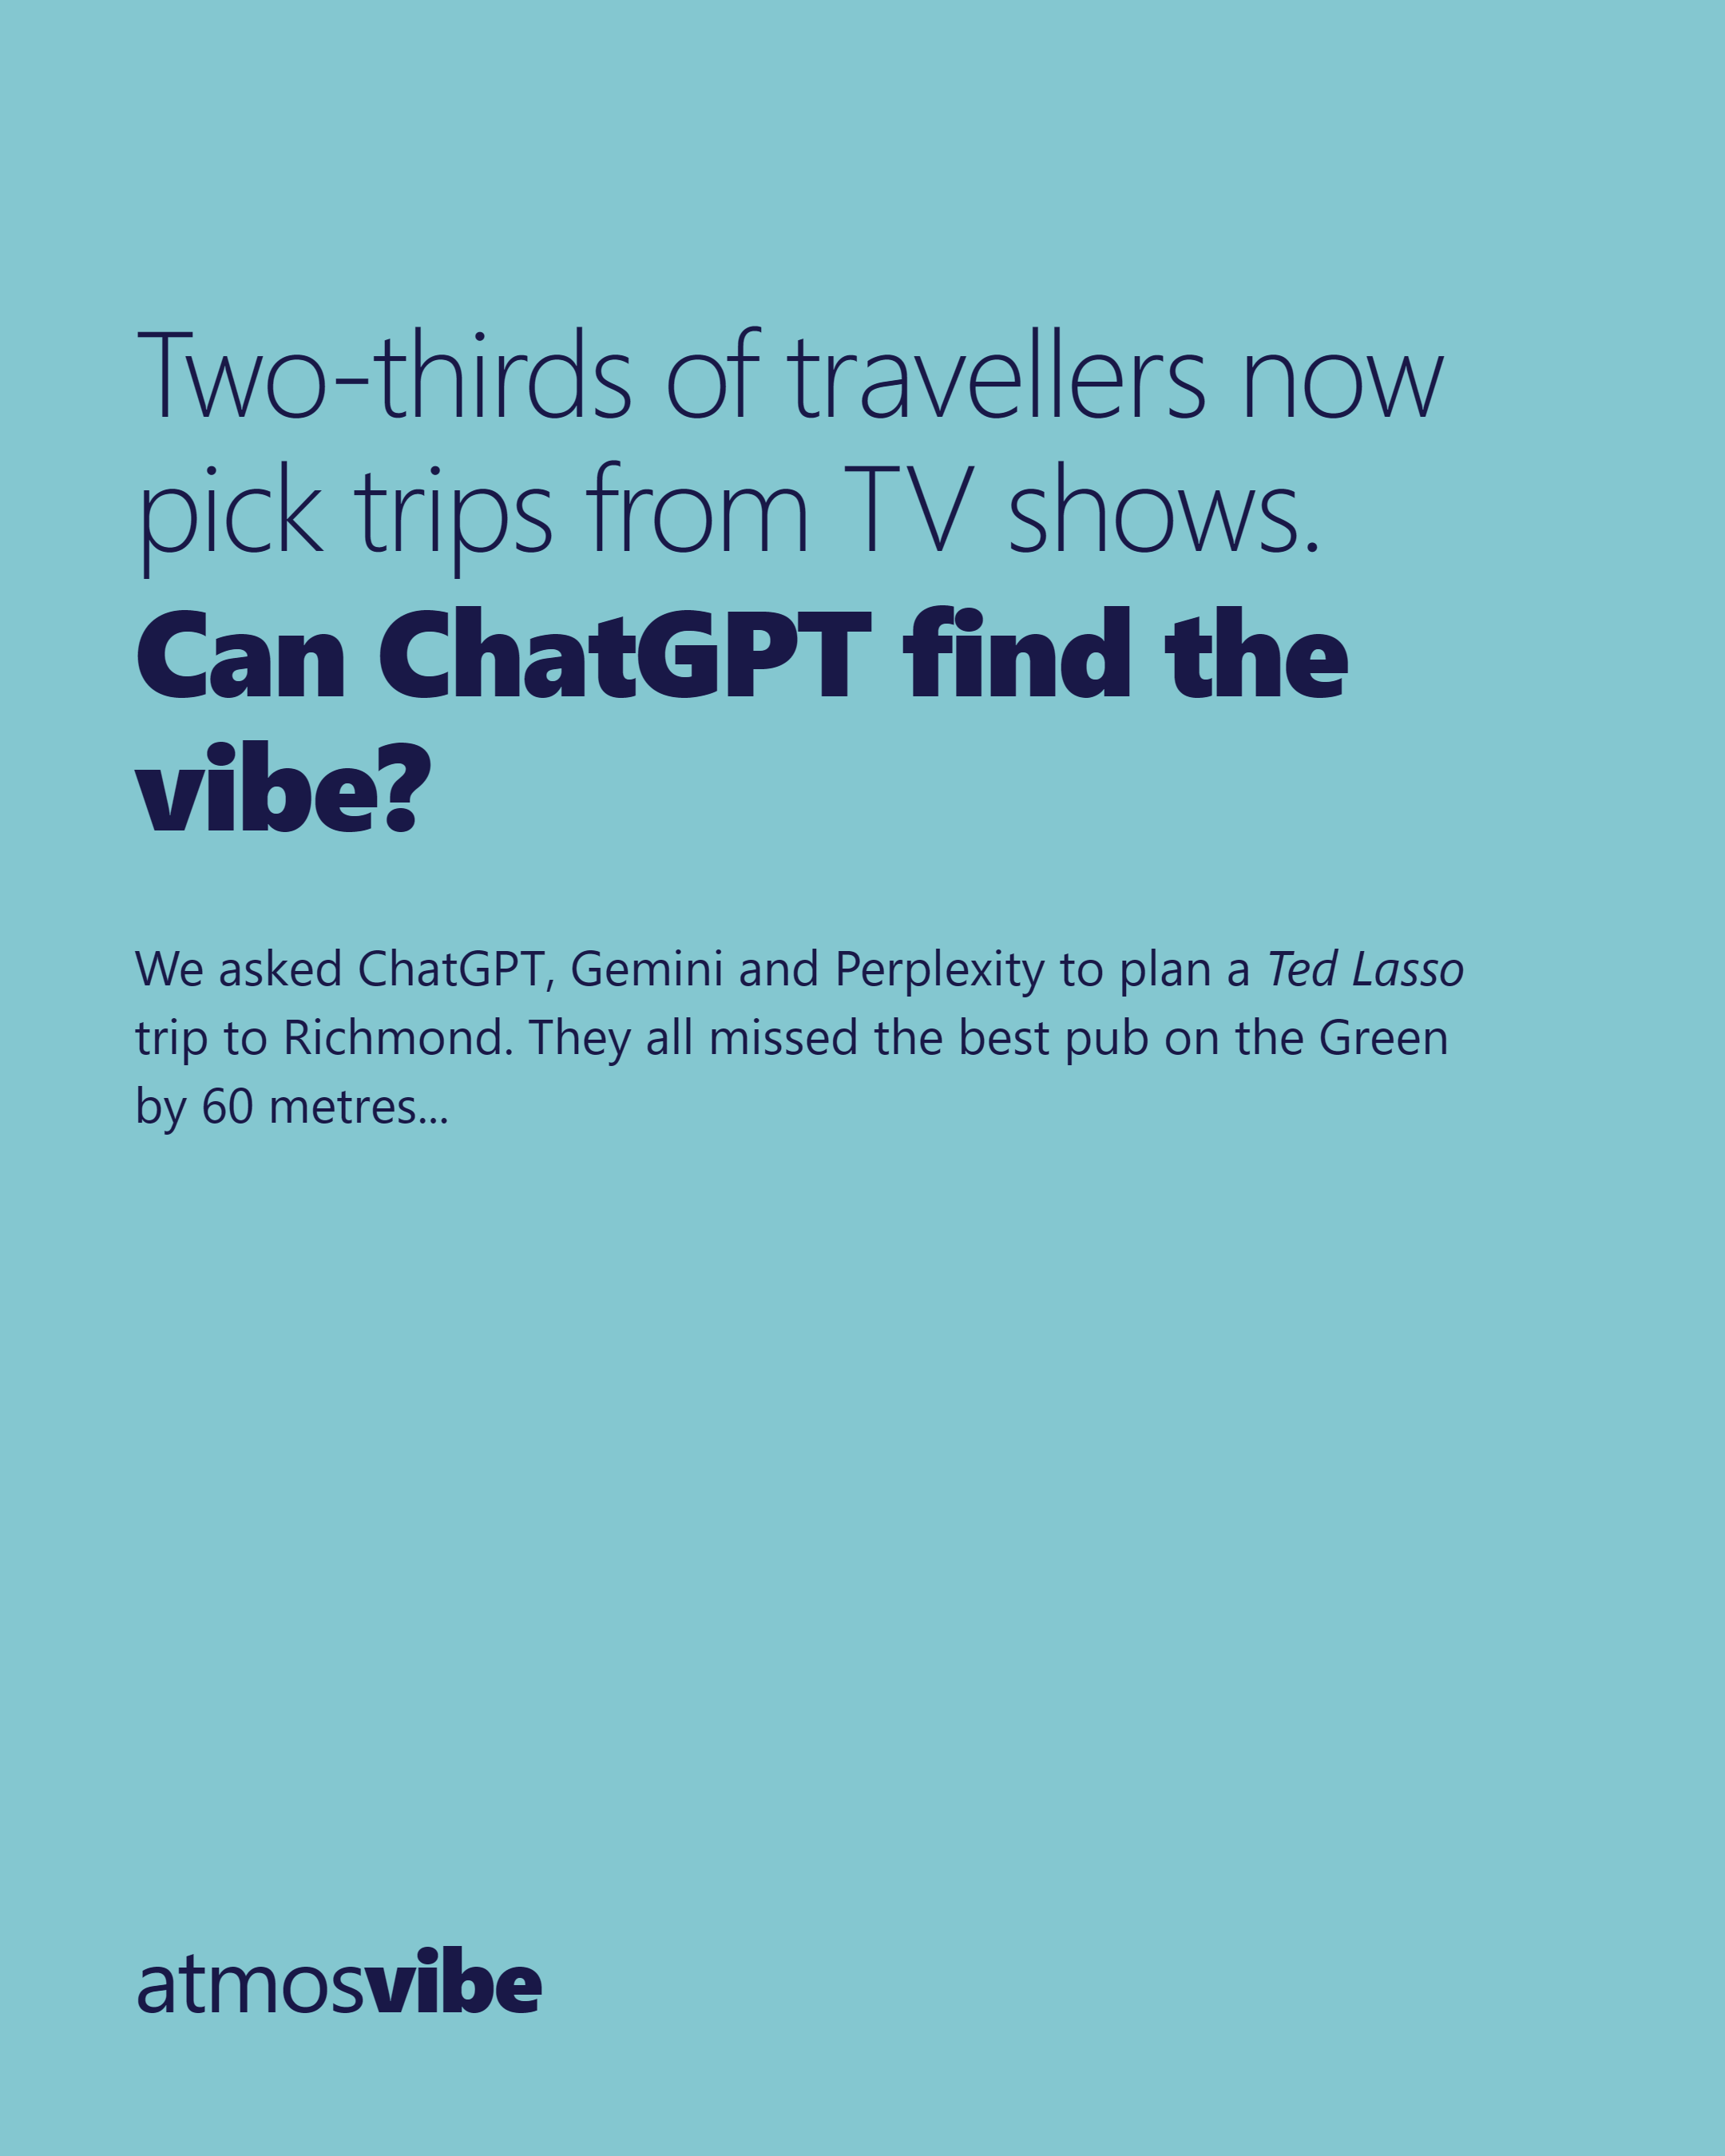 Two-thirds of travellers now
pick trips from TV shows.
Can ChatGPT find the
vibe?
We asked ChatGPT, Gemini and Perplexity to plan a Ted Lasso
trip to Richmond. They all missed the best pub on the Green
by 60 metres...
atmosvibe